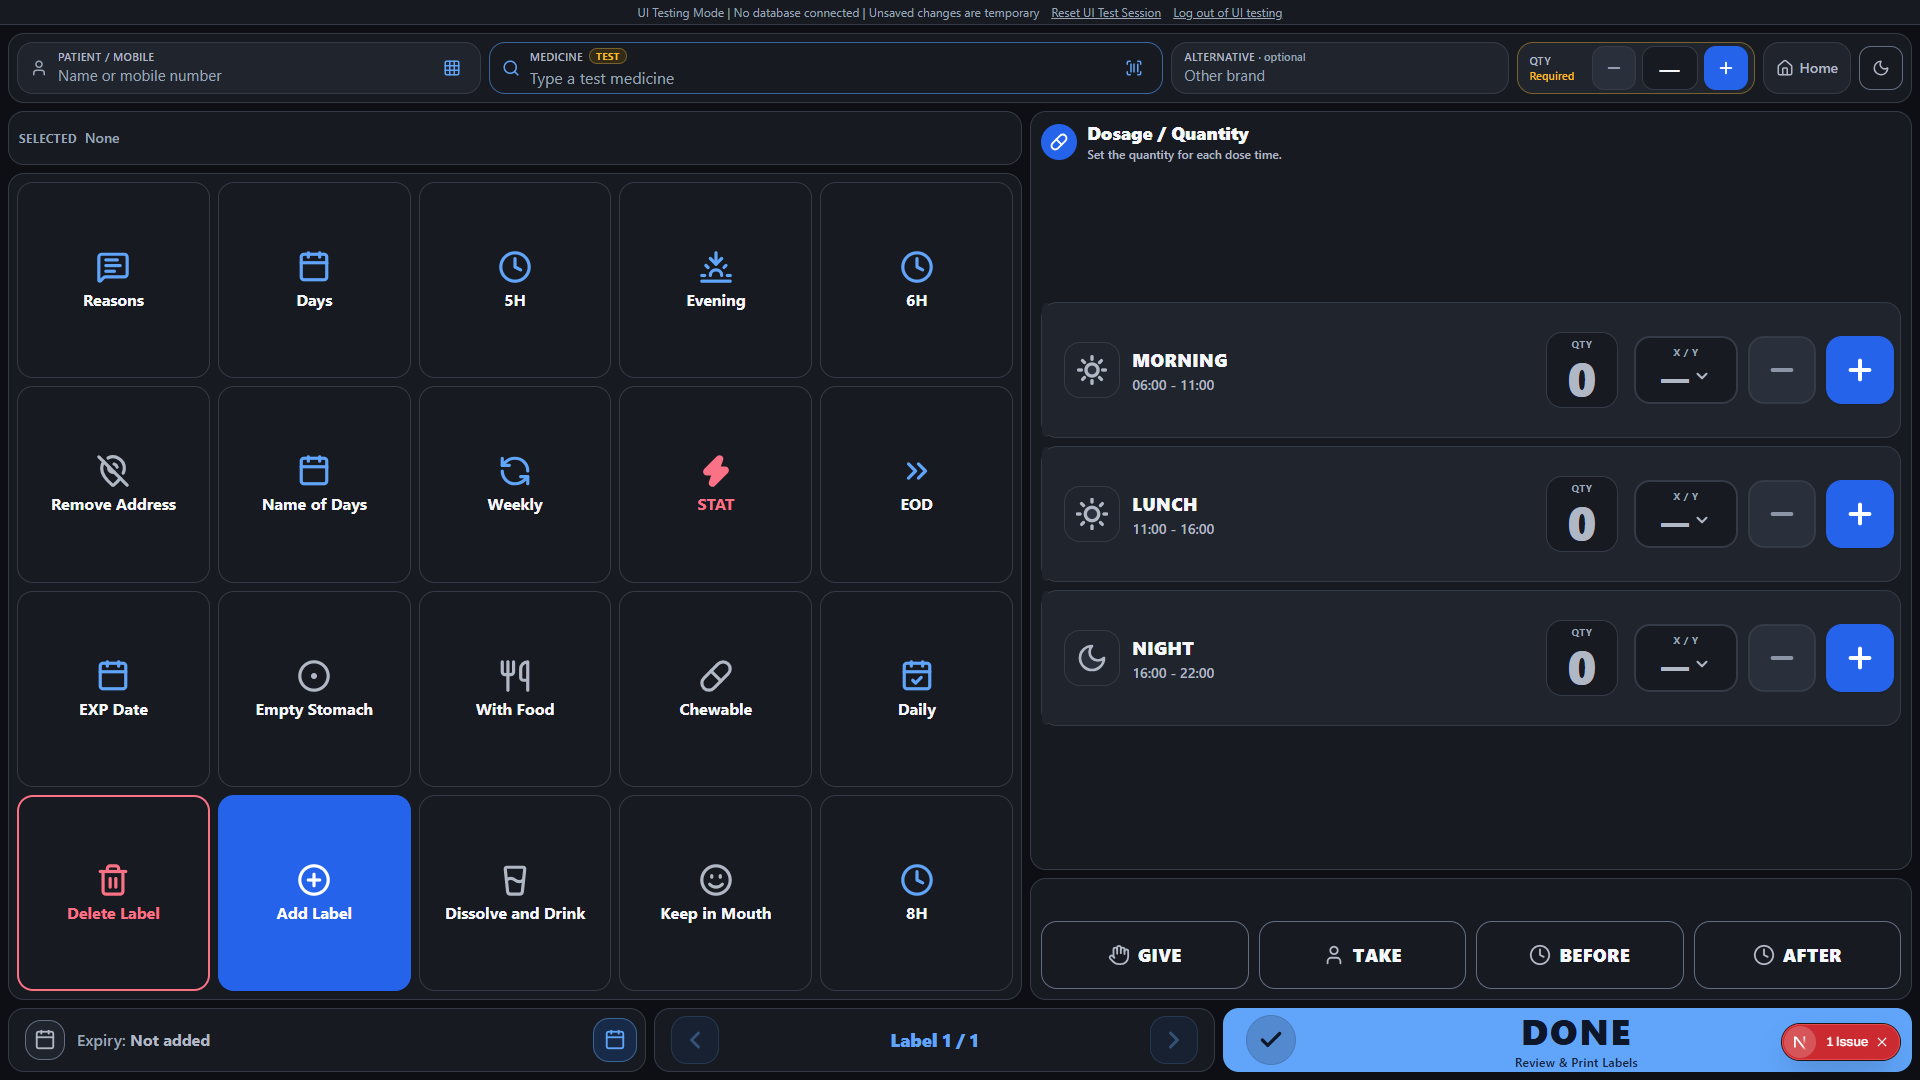 UI Testing Mode | No database connected | Unsaved changes are temporary Reset UI Test Session Log out of UI testing
PATIENT / MOBILE
Name or mobile number
MEDICINE TEST
Type a test medicine
ALTERNATIVE · optional
Other brand
QTY
Required
— 
Home
SELECTED None
Reasons
Days
5H
Evening
6H
Remove Address
Name of Days
Weekly
STAT
EOD
EXP Date
Empty Stomach
With Food
Chewable
Daily
Delete Label
Add Label
Dissolve and Drink
Keep in Mouth
8H
Dosage / Quantity
Set the quantity for each dose time.
MORNING
06:00 - 11:00
QTY
0
X / Y
—
LUNCH
11:00 - 16:00
QTY
0
X / Y
—
NIGHT
16:00 - 22:00
QTY
0
X / Y
—
GIVE
TAKE
BEFORE
AFTER
Expiry: Not added
Label 1 / 1
DONE
Review & Print Labels
N 1 Issue